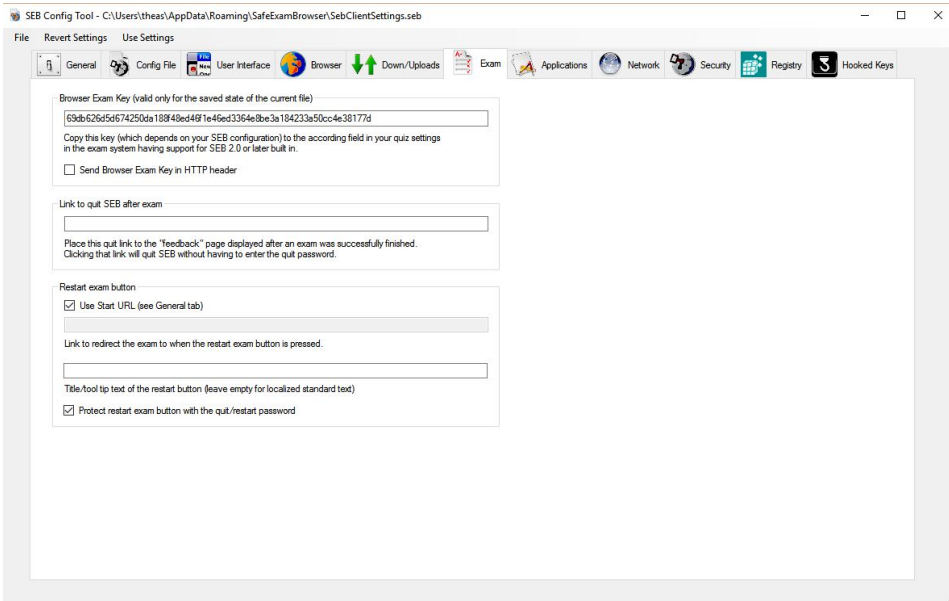 SEB Config Tool - C:\Users\theas\AppData\Roaming\SafeExamBrowser\SebClientSettings.seb
File Revert Settings Use Settings
General Config File User Interface Browser Down/Uploads Exam Applications Network Security Registry Hooked Keys
Browser Exam Key (valid only for the saved state of the current file)
69db626d5d674250da188f48ed46f1e46ed3364e8be3a184233a50cc4e38177d
Copy this key (which depends on your SEB configuration) to the according field in your quiz settings
in the exam system having support for SEB 2.0 or later built in.
Send Browser Exam Key in HTTP header
Link to quit SEB after exam
Place this quit link to the "feedback" page displayed after an exam was successfully finished.
Clicking that link will quit SEB without having to enter the quit password.
Restart exam button
Use Start URL (see General tab)
Link to redirect the exam to when the restart exam button is pressed.
Title/tool tip text of the restart button (leave empty for localized standard text)
Protect restart exam button with the quit/restart password